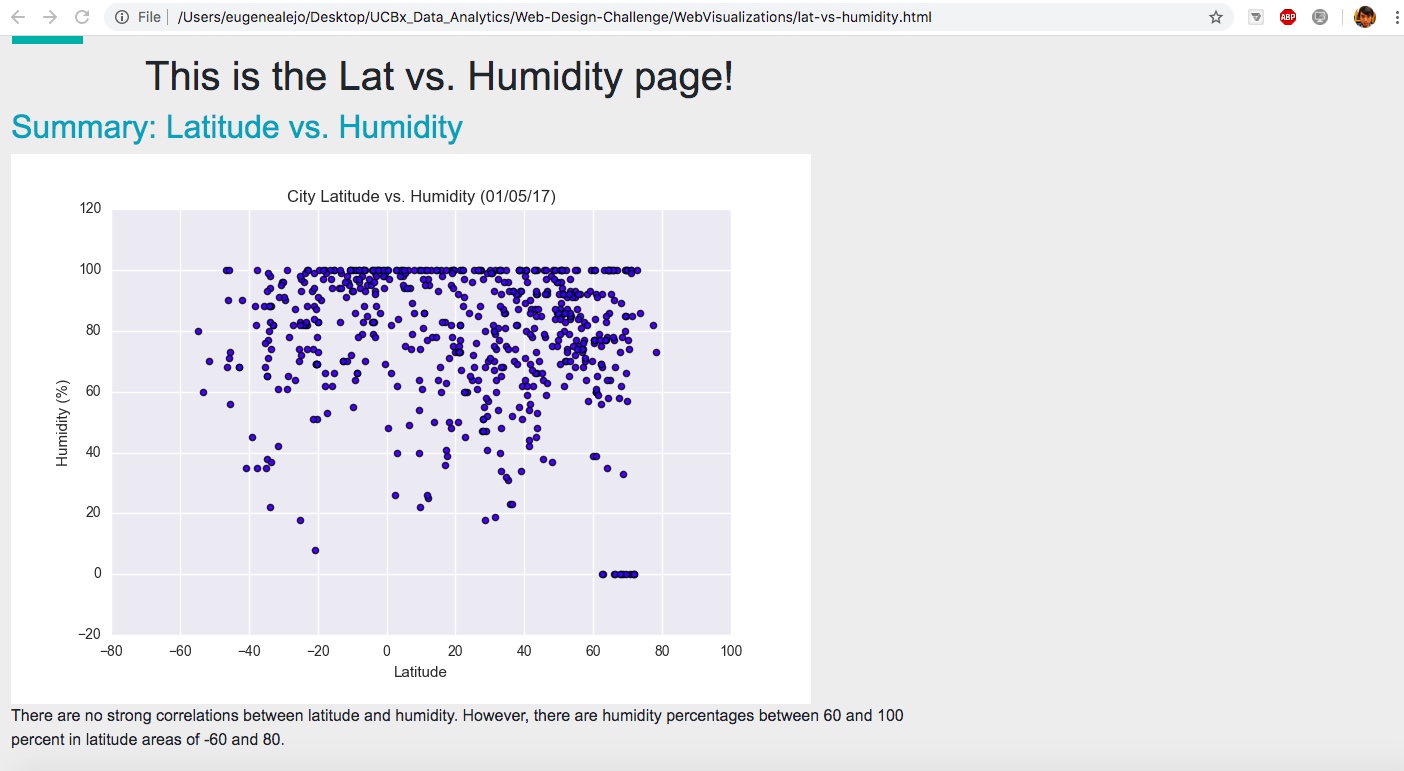 File | /Users/eugenealejo/Desktop/UCBx_Data_Analytics/Web-Design-Challenge/WebVisualizations/lat-vs-humidity.html
ABP
This is the Lat vs. Humidity page!
Summary: Latitude vs. Humidity
City Latitude vs. Humidity (01/05/17)
120
100
80
60
40
20
0
−20
Humidity (%)
−80 −60 −40 −20 0 20 40 60 80 100
Latitude
There are no strong correlations between latitude and humidity. However, there are humidity percentages between 60 and 100
percent in latitude areas of -60 and 80.